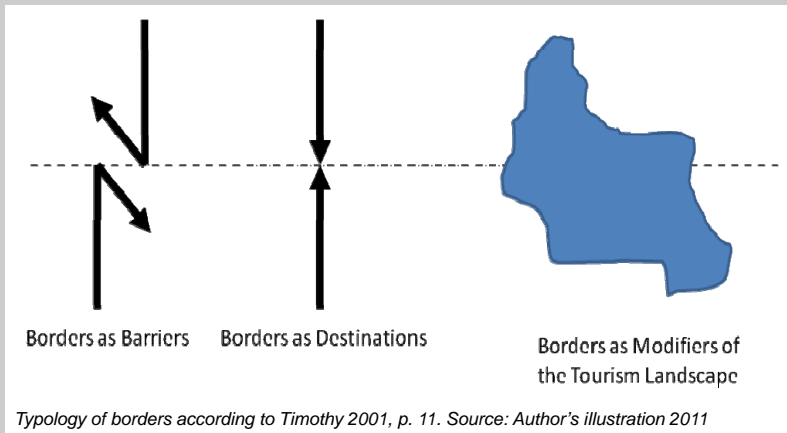 Borders as Barriers
Borders as Destinations
Borders as Modifiers of
the Tourism Landscape
Typology of borders according to Timothy 2001, p. 11. Source: Author's illustration 2011